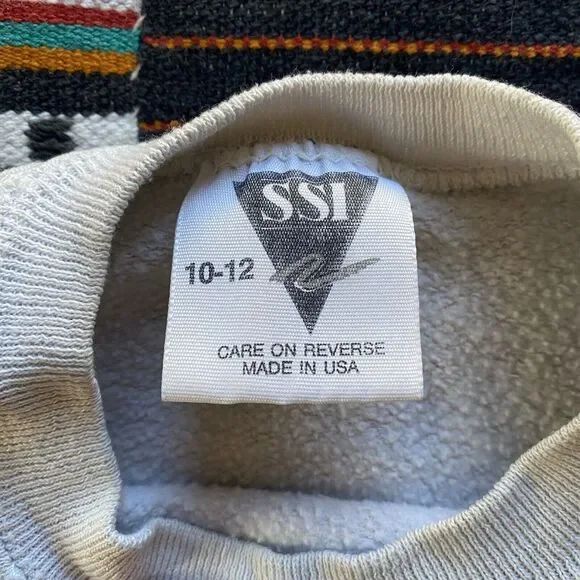 SSI
10-12
CARE ON REVERSE
MADE IN USA